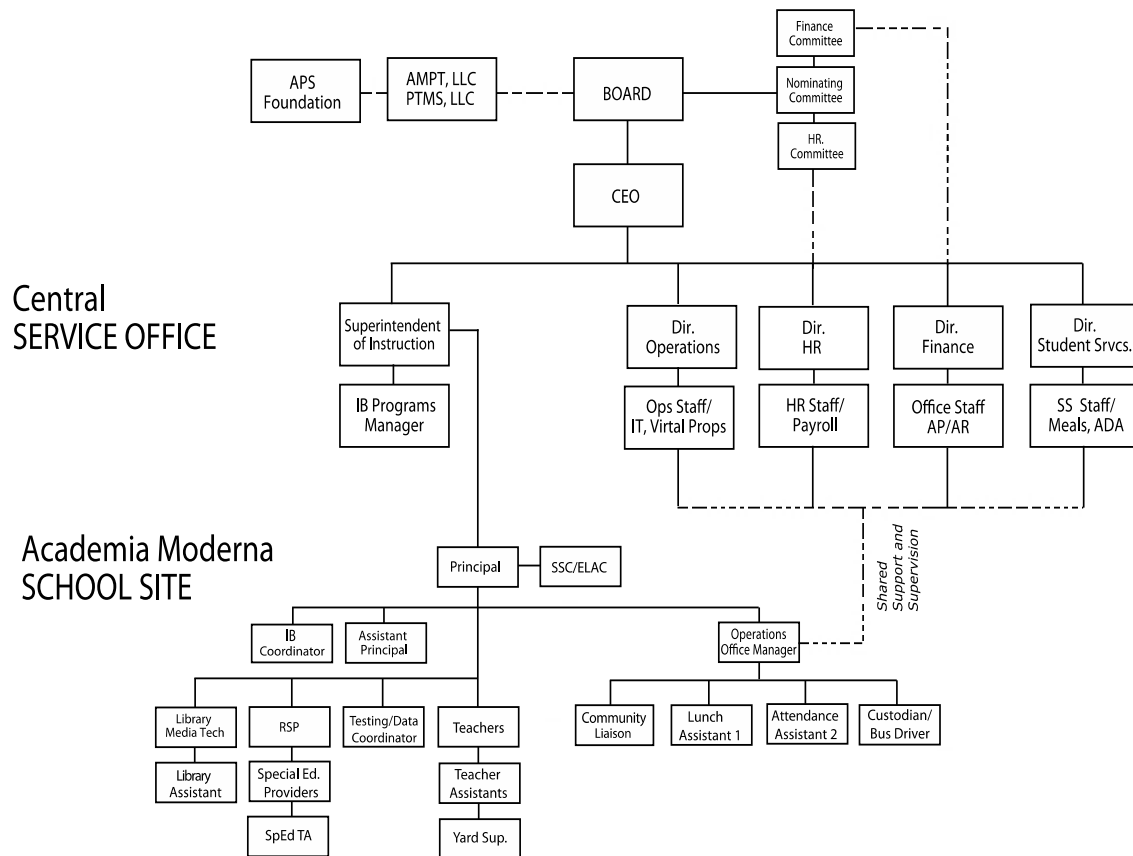 Finance
Committee
APS
Foundation
AMPT, LLC
PTMS, LLC
BOARD
Nominating
Committee
HR.
Committee
CEO
Central
SERVICE OFFICE
Superintendent
of Instruction
Dir.
Operations
Dir.
HR
Dir.
Finance
Dir.
Student Srvcs.
IB Programs
Manager
Ops Staff/
IT, Virtal Props
HR Staff/
Payroll
Office Staff
AP/AR
SS Staff/
Meals, ADA
Shared
Support and
Supervision
Academia Moderna
SCHOOL SITE
Principal
SSC/ELAC
IB
Coordinator
Assistant
Principal
Operations
Office Manager
Library
Media Tech
RSP
Testing/Data
Coordinator
Teachers
Community
Liaison
Lunch
Assistant 1
Attendance
Assistant 2
Custodian/
Bus Driver
Library
Assistant
Special Ed.
Providers
Teacher
Assistants
SpEd TA
Yard Sup.